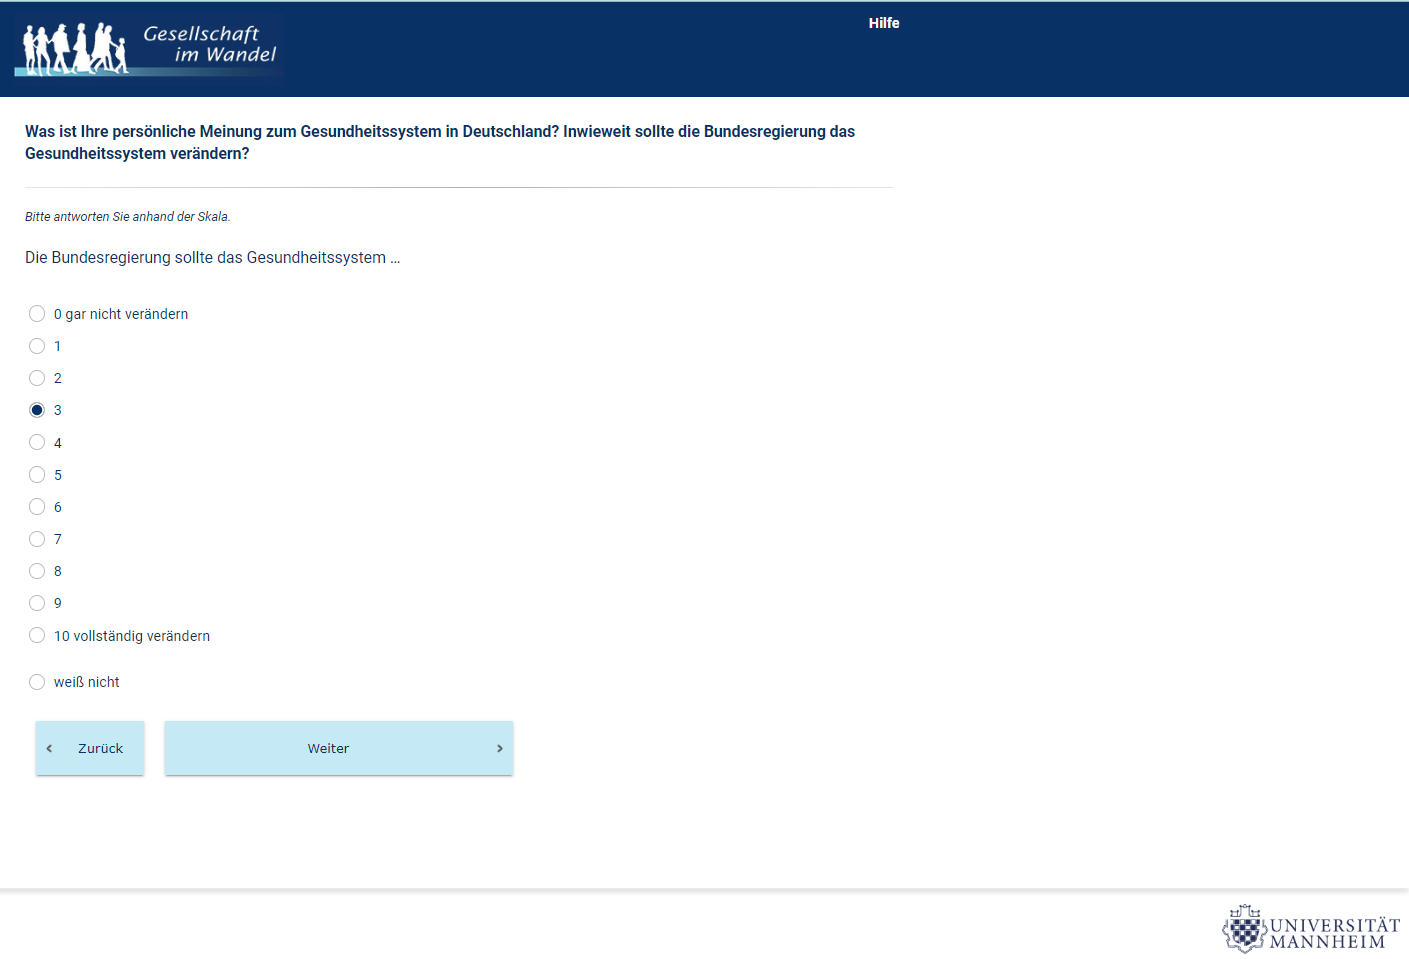 Gesellschaft
im Wandel
Hilfe
Was ist Ihre persönliche Meinung zum Gesundheitssystem in Deutschland? Inwieweit sollte die Bundesregierung das
Gesundheitssystem verändern?
Bitte antworten Sie anhand der Skala.
Die Bundesregierung sollte das Gesundheitssystem ...
0 gar nicht verändern
1
2
3
4
5
6
7
8
9
10 vollständig verändern
weiß nicht
Zurück
Weiter
UNIVERSITÄT
MANNHEIM